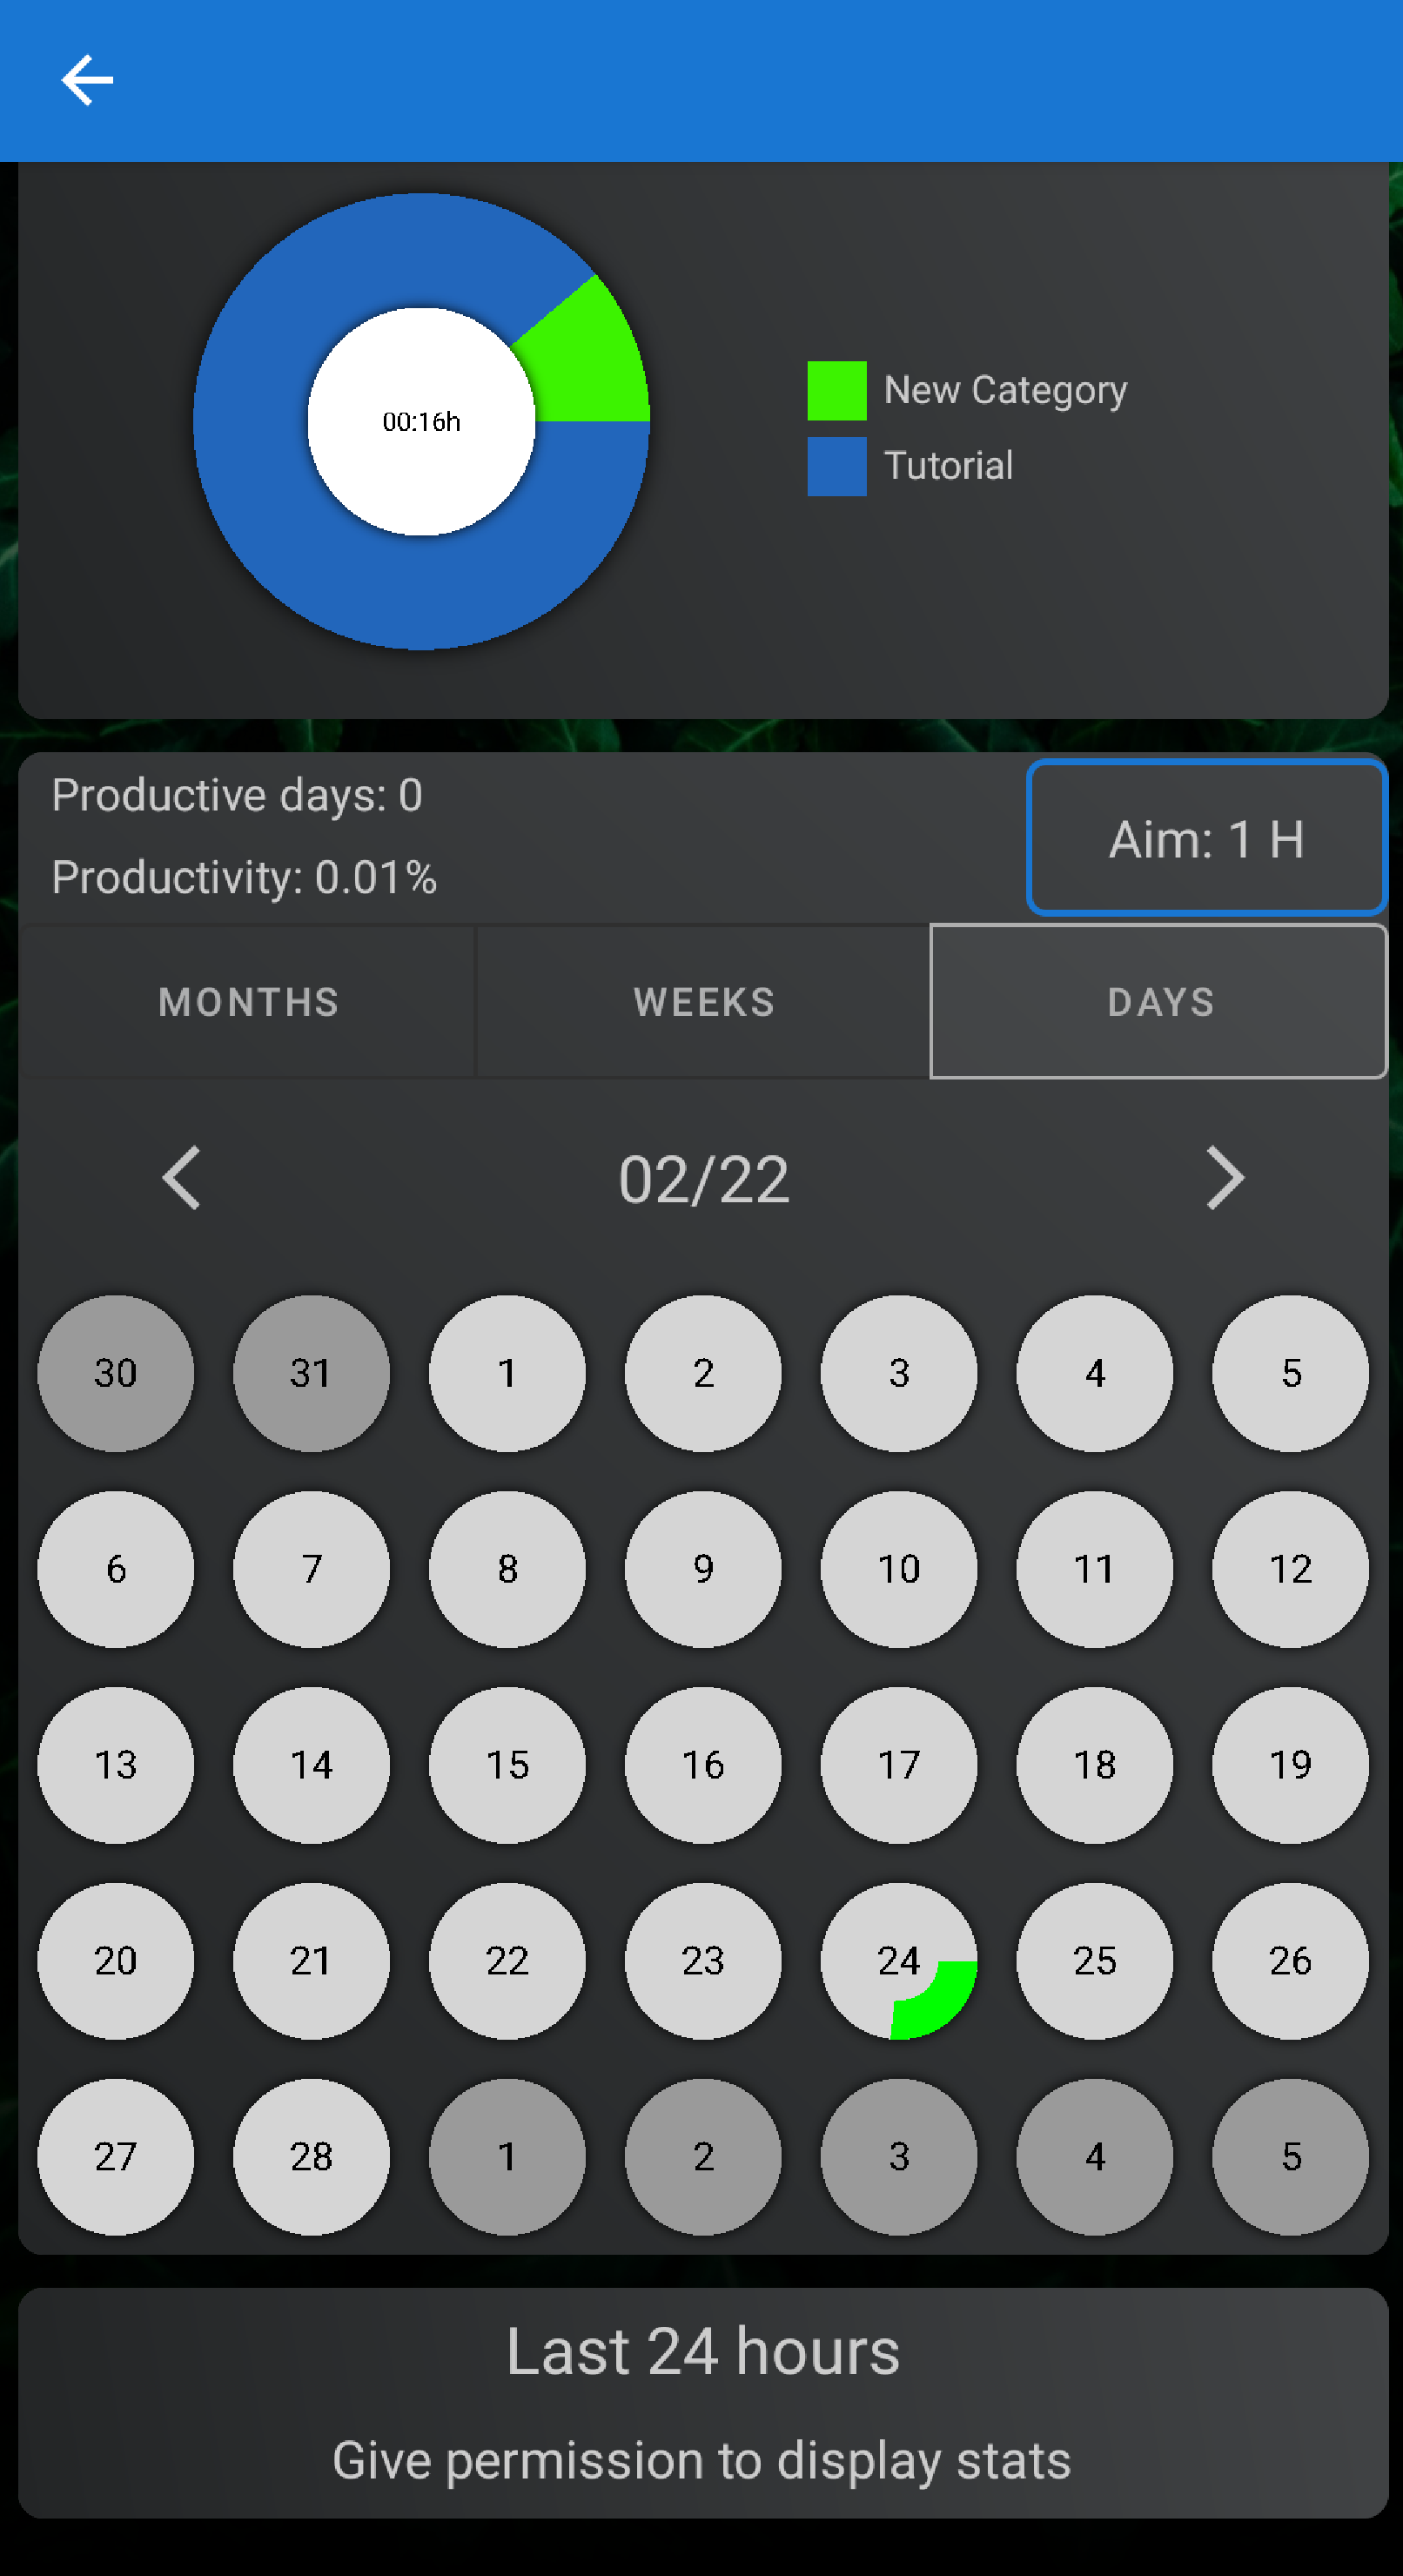 00:16h
New Category
Tutorial
Productive days: 0
Productivity: 0.01%
Aim: 1 H
MONTHS WEEKS DAYS
02/22
30 31 1 2 3 4 5
6 7 8 9 10 11 12
13 14 15 16 17 18 19
20 21 22 23 24 25 26
27 28 1 2 3 4 5
Last 24 hours
Give permission to display stats